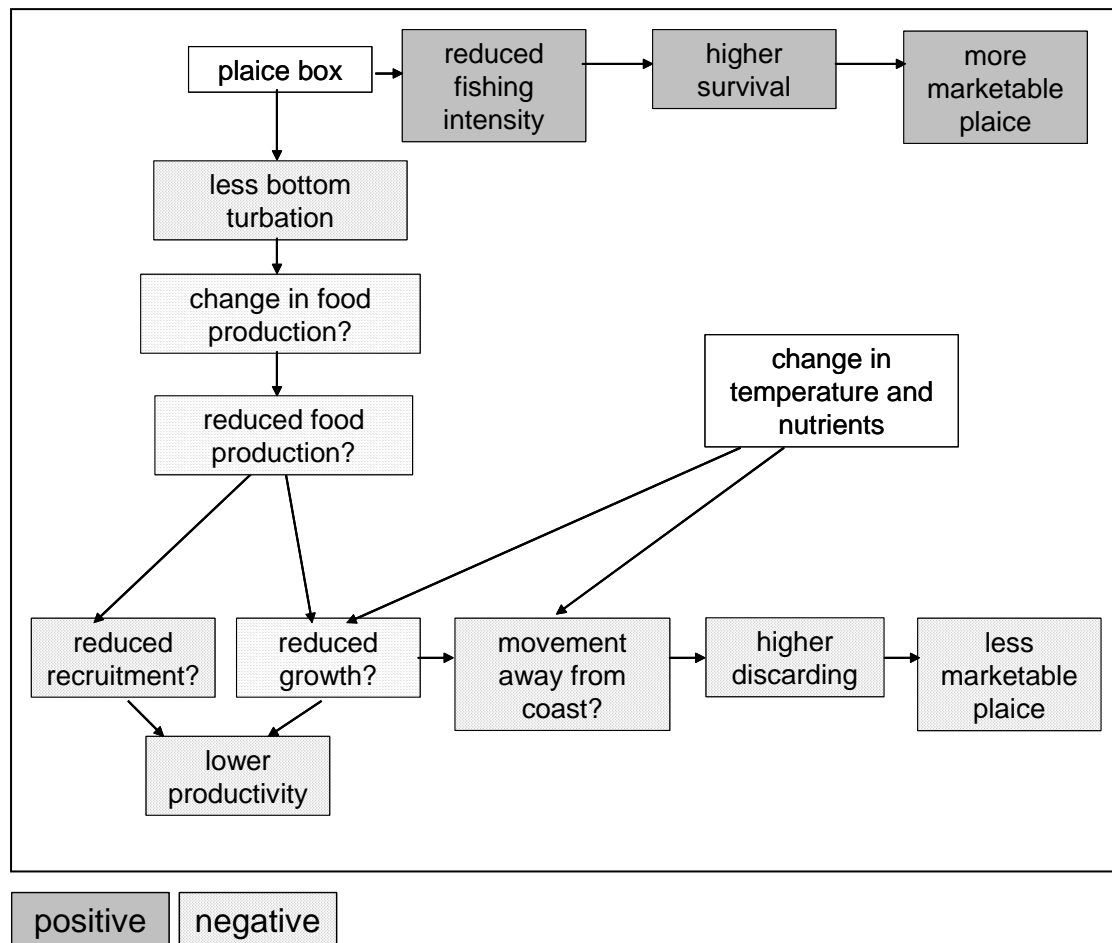 plaice box
reduced
fishing
intensity
higher
survival
more
marketable
plaice
less bottom
turbation
change in food
production?
reduced food
production?
change in
temperature and
nutrients
reduced
recruitment?
reduced
growth?
movement
away from
coast?
higher
discarding
less
marketable
plaice
lower
productivity
positive
negative